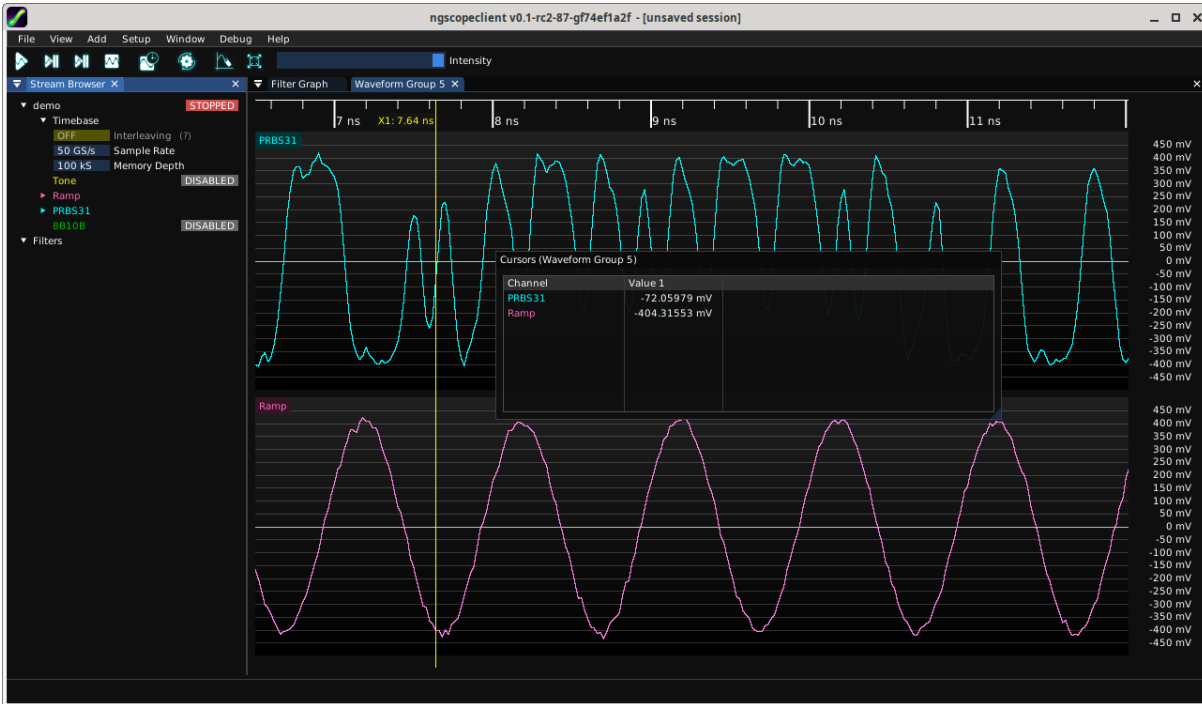 ngscopeclient v0.1-rc2-87-gf74ef1a2f - [unsaved session]
File View Add Setup Window Debug Help
Intensity
Stream Browser
Filter Graph
Waveform Group 5
demo STOPPED
Timebase
OFF Interleaving (?)
50 GS/s Sample Rate
100 kS Memory Depth
Tone DISABLED
Ramp
PRBS31
8B10B DISABLED
Filters
7 ns X1: 7.64 ns 8 ns 9 ns 10 ns 11 ns
PRBS31
450 mV
400 mV
350 mV
300 mV
250 mV
200 mV
150 mV
100 mV
50 mV
0 mV
-50 mV
-100 mV
-150 mV
-200 mV
-250 mV
-300 mV
-350 mV
-400 mV
-450 mV
Cursors (Waveform Group 5)
Channel Value 1
PRBS31 -72.05979 mV
Ramp -404.31553 mV
Ramp
450 mV
400 mV
350 mV
300 mV
250 mV
200 mV
150 mV
100 mV
50 mV
0 mV
-50 mV
-100 mV
-150 mV
-200 mV
-250 mV
-300 mV
-350 mV
-400 mV
-450 mV